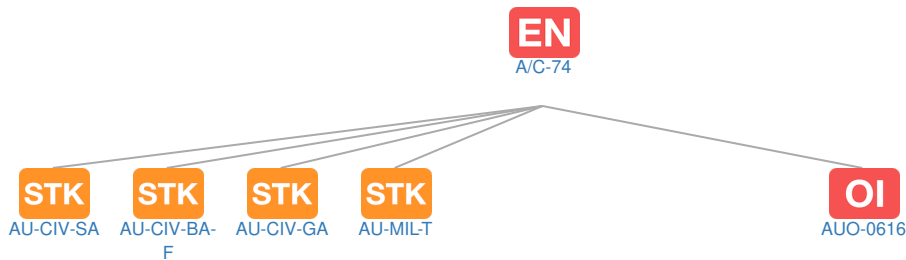 EN
A/C-74
STK STK STK STK OI
AU-CIV-SA AU-CIV-BA- AU-CIV-GA AU-MIL-T AUO-0616
F